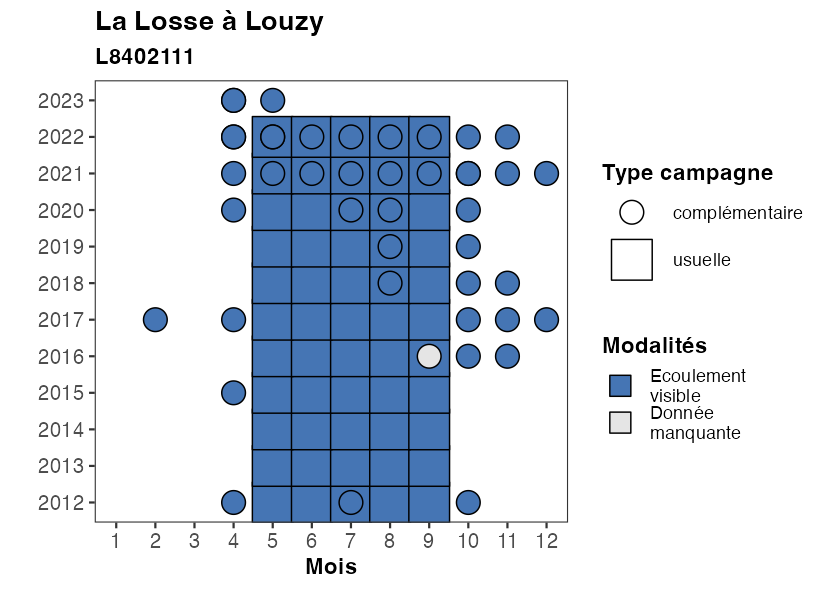 La Losse à Louzy
L8402111
2023
2022
2021
2020
2019
2018
2017
2016
2015
2014
2013
2012
1 2 3 4 5 6 7 8 9 10 11 12
Mois
Type campagne
complémentaire
usuelle
Modalités
Ecoulement
visible
Donnée
manquante